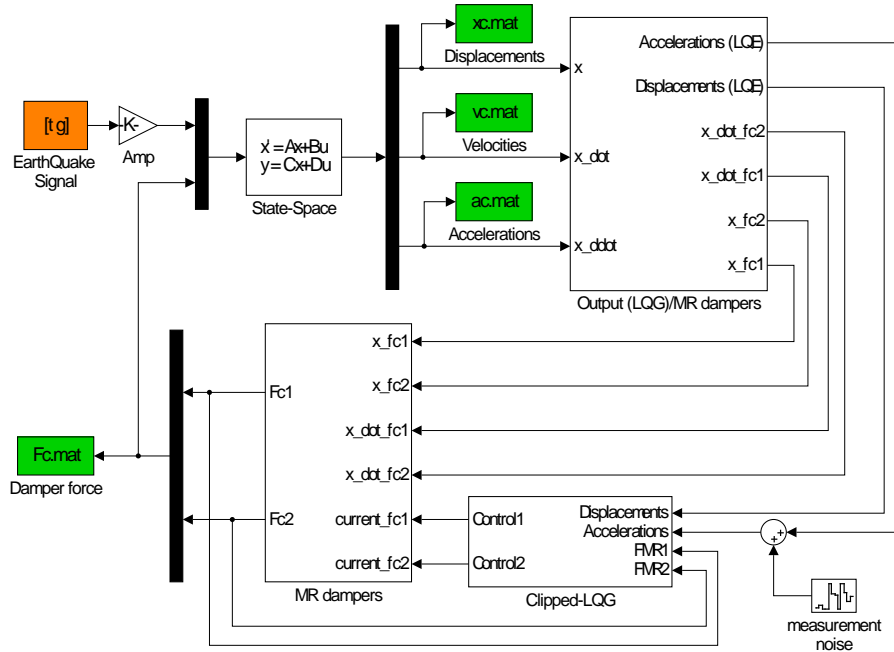 xc.mat
Displacements
Accelerations (LQE)
x
Displacements (LQE)
[t g]
EarthQuake
Signal
-K-
Amp
vc.mat
Velocities
x_dot_fc2
x' = Ax+Bu
y = Cx+Du
State-Space
x_dot
x_dot_fc1
ac.mat
Accelerations
x_fc2
x_ddot
x_fc1
Output (LQG)/MR dampers
x_fc1
Fc1
x_fc2
x_dot_fc1
Fc.mat
Damper force
x_dot_fc2
Fc2
current_fc1
current_fc2
MR dampers
Control1
Control2
Displacements
Accelerations
FMR1
FMR2
Clipped-LQG
+
+
measurement
noise